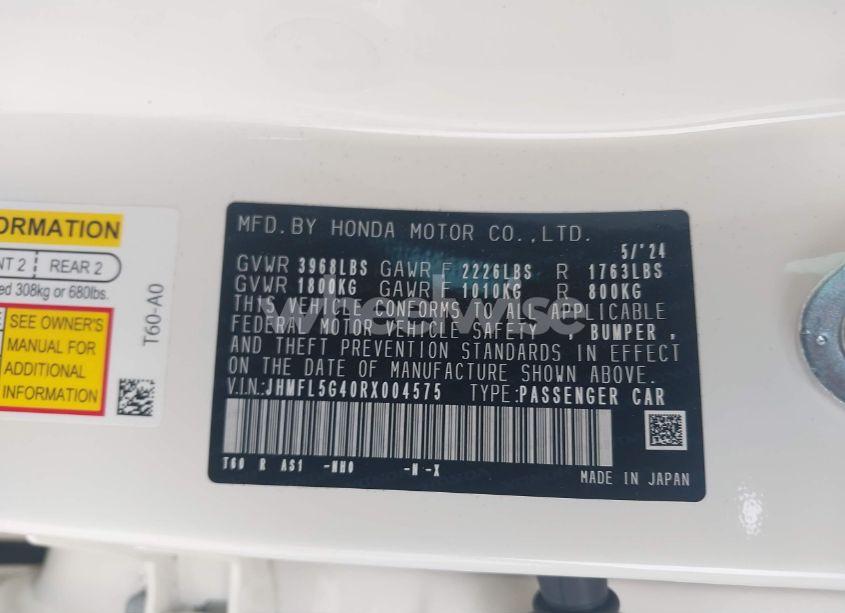 ORMATION
NT 2 REAR 2
ed 308kg or 680lbs.
E SEE OWNER'S
MANUAL FOR
ADDITIONAL
INFORMATION
T60-A0
MFD.BY HONDA MOTOR CO.,LTD.
5/'24
GVWR 3968LBS GAWR F 2226LBS R 1763LBS
GVWR 1800KG GAWR F 1010KG R 800KG
THIS VEHICLE CONFORMS TO ALL APPLICABLE
FEDERAL MOTOR VEHICLE SAFETY , BUMPER ,
AND THEFT PREVENTION STANDARDS IN EFFECT
ON THE DATE OF MANUFACTURE SHOWN ABOVE.
V.I.N.:JHMFL5G40RX004575 TYPE:PASSENGER CAR
T60 R AS1 -NH0 -N -X
MADE IN JAPAN
wheelwise